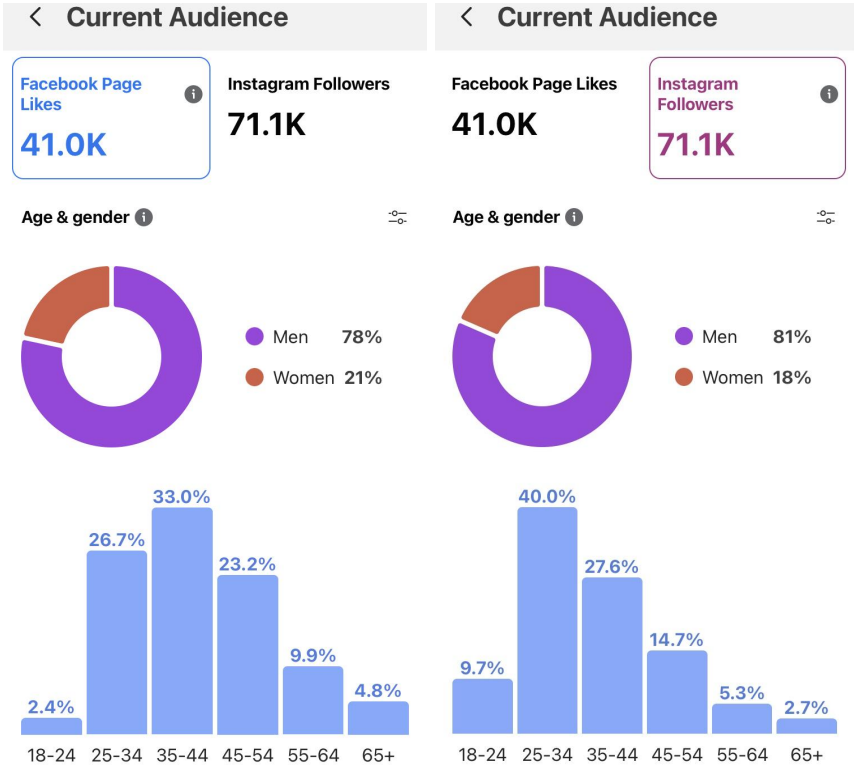 Current Audience
Facebook Page
Likes
41.0K
Instagram Followers
71.1K
Age & gender
Men 78%
Women 21%
33.0%
26.7%
23.2%
9.9%
4.8%
2.4%
18-24 25-34 35-44 45-54 55-64 65+
Current Audience
Facebook Page Likes
41.0K
Instagram
Followers
71.1K
Age & gender
Men 81%
Women 18%
40.0%
27.6%
14.7%
9.7%
5.3%
2.7%
18-24 25-34 35-44 45-54 55-64 65+